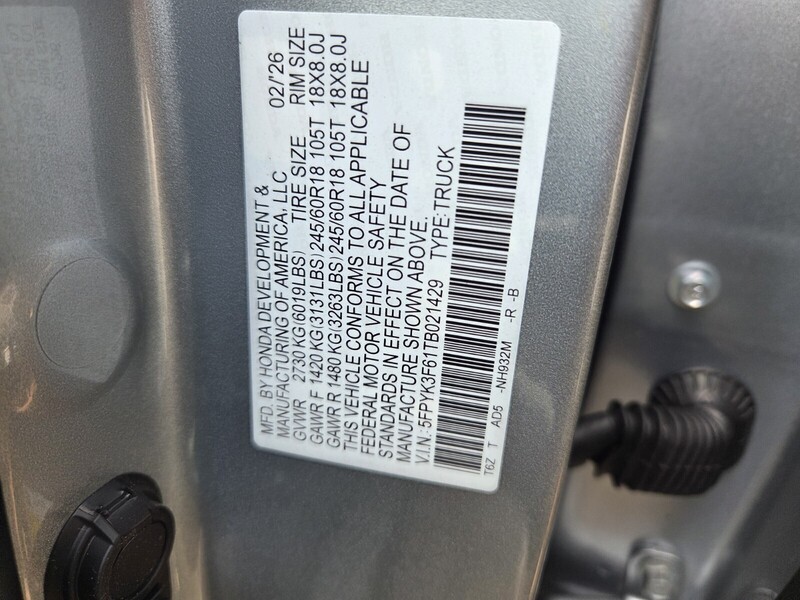 MFD. BY HONDA DEVELOPMENT &
MANUFACTURING OF AMERICA, LLC 02/'26
GVWR 2730 KG(6019LBS) TIRE SIZE RIM SIZE
GAWR F 1420 KG(3131LBS) 245/60R18 105T 18X8.0J
GAWR R 1480 KG(3263LBS) 245/60R18 105T 18X8.0J
THIS VEHICLE CONFORMS TO ALL APPLICABLE
FEDERAL MOTOR VEHICLE SAFETY
STANDARDS IN EFFECT ON THE DATE OF
MANUFACTURE SHOWN ABOVE.
V.I.N.: 5FPYK3F61TB021429 TYPE:TRUCK
T6Z T AD5 -NH932M -R -B